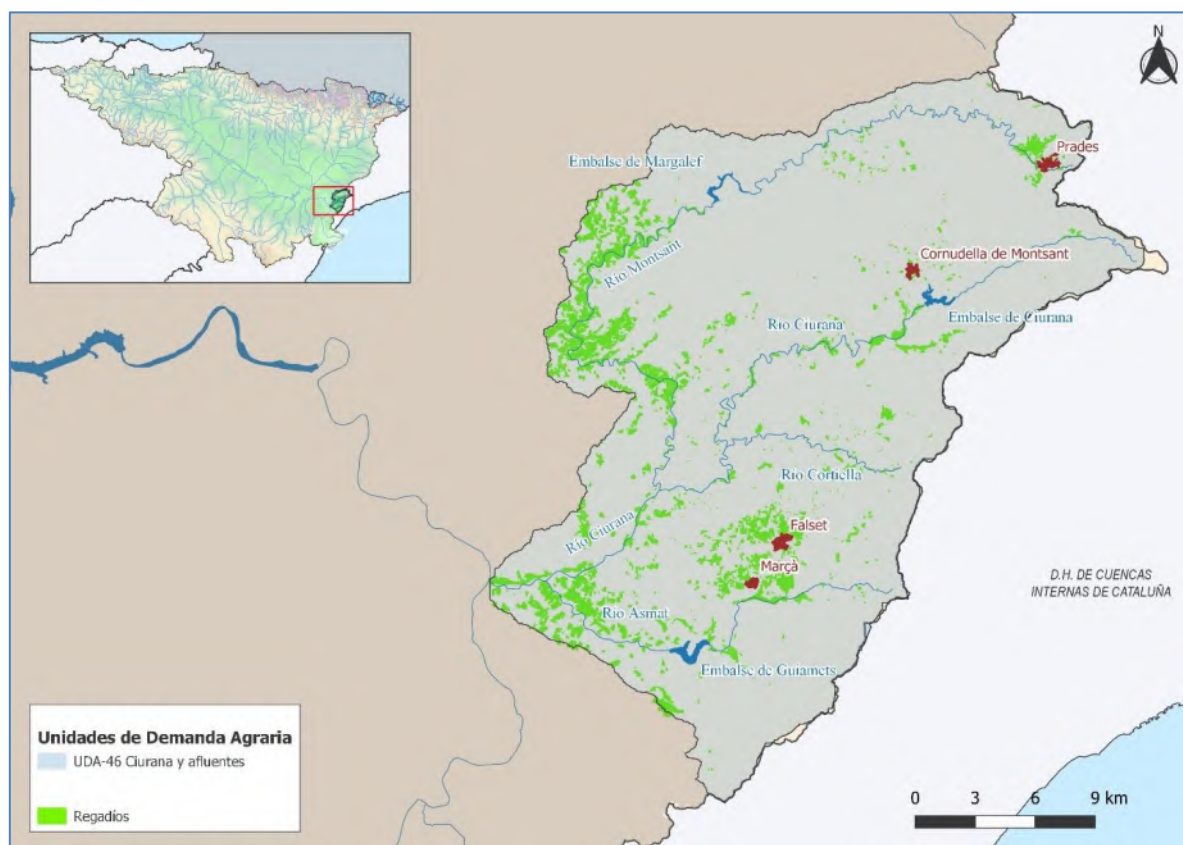 N
Prades
Embalse de Margalef
Río Montsant
Cornudella de Montsant
Embalse de Ciurana
Río Ciurana
Río Cortiella
Falset
Río Ciurana
Marçà
D.H. DE CUENCAS
INTERNAS DE CATALUÑA
Río Asmat
Embalse de Guiamets
Unidades de Demanda Agraria
UDA-46 Ciurana y afluentes
Regadíos
0 3 6 9 km